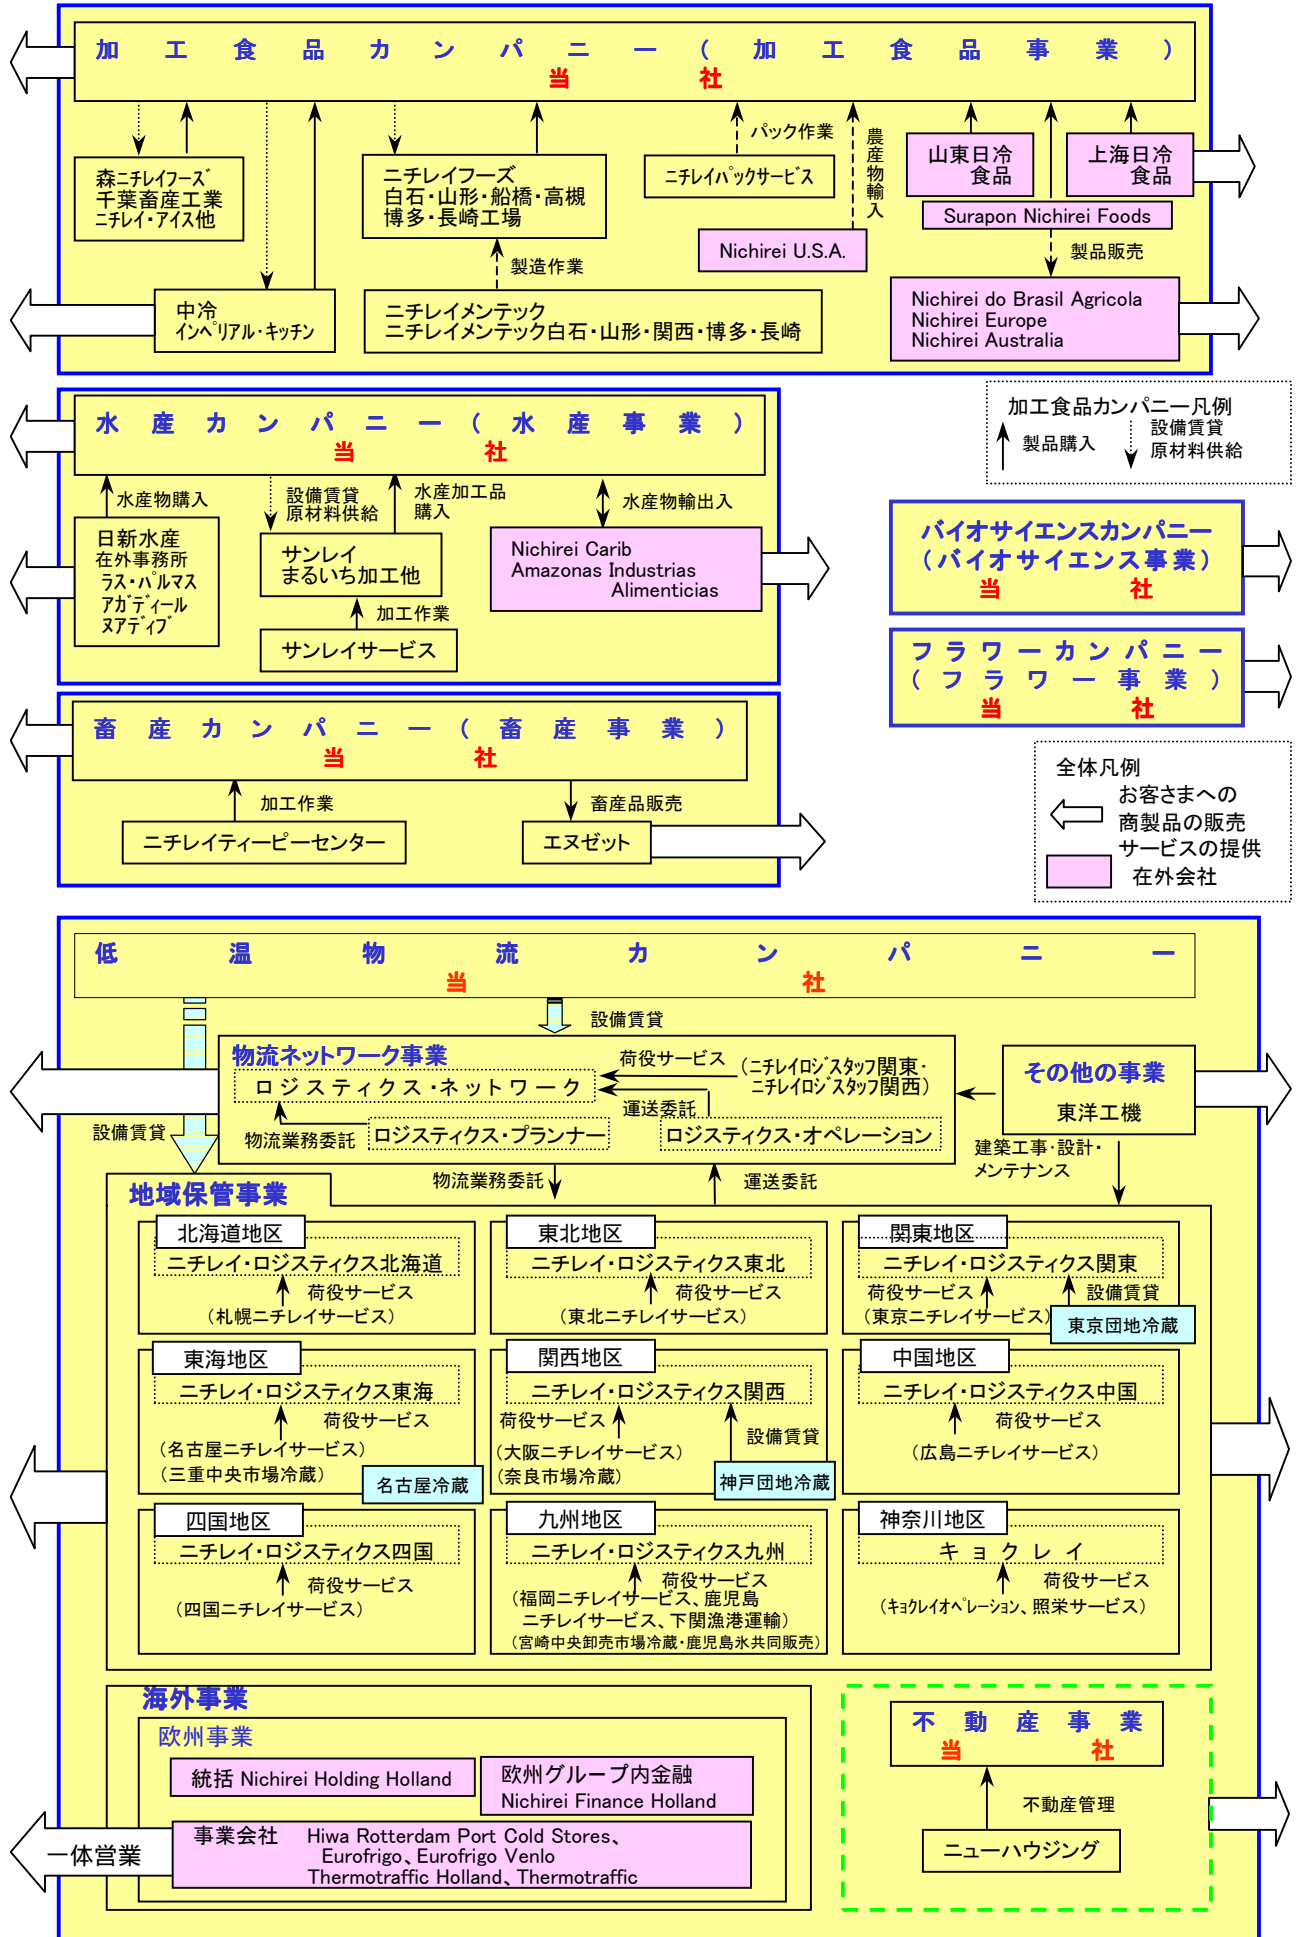 加工食品カンパニー(加工食品事業)
当社
パック作業
農産物輸入
森ニチレイフーズ
千葉畜産工業
ニチレイ・アイス他
ニチレイフーズ
白石・山形・船橋・高槻
博多・長崎工場
ニチレイパックサービス
山東日冷
食品
上海日冷
食品
Surapon Nichirei Foods
Nichirei U.S.A.
製造作業
製品販売
中冷
インペリアル・キッチン
ニチレイメンテック
ニチレイメンテック白石・山形・関西・博多・長崎
Nichirei do Brasil Agricola
Nichirei Europe
Nichirei Australia
加工食品カンパニー凡例
製品購入
設備賃貸
原材料供給
水産カンパニー(水産事業)
当社
水産物購入
設備賃貸
原材料供給
水産加工品
購入
水産物輸出入
日新水産
在外事務所
ラス・パルマス
アガディール
ヌアディブ
サンレイ
まるいち加工他
Nichirei Carib
Amazonas Industrias
Alimenticias
加工作業
サンレイサービス
バイオサイエンスカンパニー
(バイオサイエンス事業)
当社
フラワーカンパニー
(フラワー事業)
当社
畜産カンパニー(畜産事業)
当社
加工作業
畜産品販売
ニチレイティーピーセンター
エヌゼット
全体凡例
お客さまへの
商製品の販売
サービスの提供
在外会社
低温物流カンパニー
当社
設備賃貸
物流ネットワーク事業
ロジスティクス・ネットワーク
荷役サービス
(ニチレイロジスタッフ関東・
ニチレイロジスタッフ関西)
運送委託
物流業務委託
ロジスティクス・プランナー
ロジスティクス・オペレーション
その他の事業
東洋工機
設備賃貸
建築工事・設計・
メンテナンス
物流業務委託
運送委託
地域保管事業
北海道地区
ニチレイ・ロジスティクス北海道
荷役サービス
(札幌ニチレイサービス)
東北地区
ニチレイ・ロジスティクス東北
荷役サービス
(東北ニチレイサービス)
関東地区
ニチレイ・ロジスティクス関東
荷役サービス
設備賃貸
(東京ニチレイサービス)
東京団地冷蔵
東海地区
ニチレイ・ロジスティクス東海
荷役サービス
(名古屋ニチレイサービス)
(三重中央市場冷蔵)
名古屋冷蔵
関西地区
ニチレイ・ロジスティクス関西
荷役サービス
設備賃貸
(大阪ニチレイサービス)
(奈良市場冷蔵)
神戸団地冷蔵
中国地区
ニチレイ・ロジスティクス中国
荷役サービス
(広島ニチレイサービス)
四国地区
ニチレイ・ロジスティクス四国
荷役サービス
(四国ニチレイサービス)
九州地区
ニチレイ・ロジスティクス九州
荷役サービス
(福岡ニチレイサービス、鹿児島
ニチレイサービス、下関漁港運輸)
(宮崎中央卸売市場冷蔵・鹿児島氷共同販売)
神奈川地区
キョクレイ
荷役サービス
(キョクレイオペレーション、照栄サービス)
海外事業
欧州事業
統括 Nichirei Holding Holland
欧州グループ内金融
Nichirei Finance Holland
事業会社 Hiwa Rotterdam Port Cold Stores、
Eurofrigo、Eurofrigo Venlo
Thermotraffic Holland、Thermotraffic
一体営業
不動産事業
当社
不動産管理
ニューハウジング